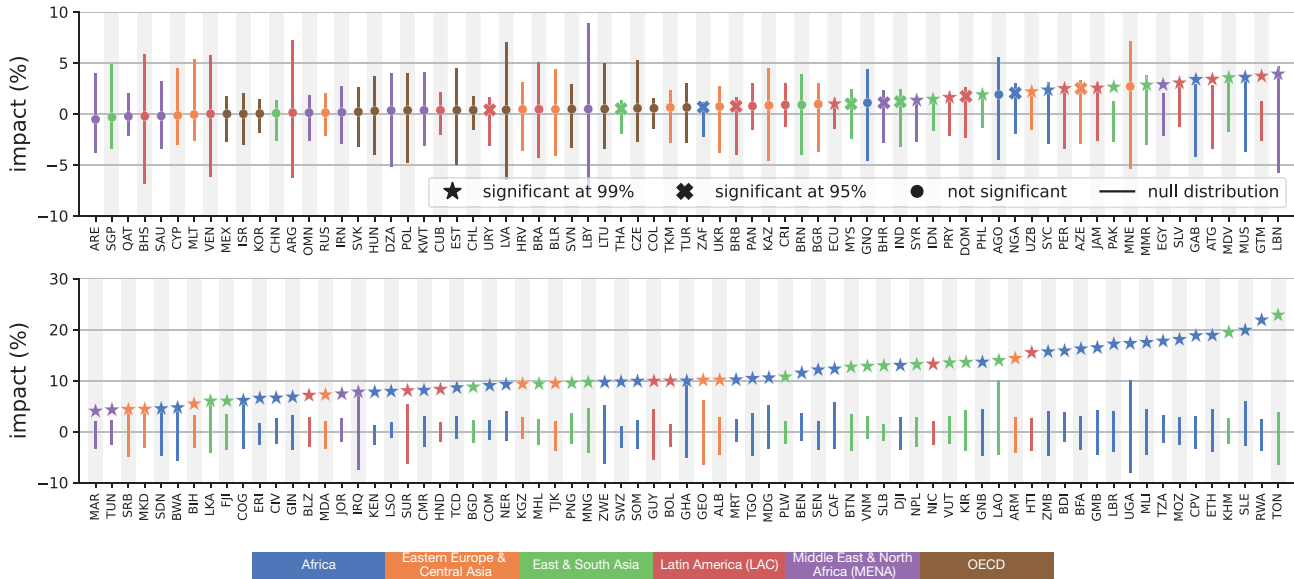 impact (%)
10
5
0
−5
−10
significant at 99%
significant at 95%
not significant
null distribution
ARE SGP QAT BHS SAU CYP MLT VEN MEX ISR KOR CHN ARG OMN RUS IRN SVK HUN DZA POL KWT CUB EST CHL URY LVA HRV BRA BLR SVN LBY LTU THA CZE COL TKM TUR ZAF UKR BRB PAN KAZ CRI BRN BGR ECU MYS GNQ BHR IND SYR IDN PRY DOM PHL AGO NGA UZB SYC PER AZE JAM PAK MNE MMR EGY SLV GAB ATG MDV MUS GTM LBN
impact (%)
30
20
10
0
−10
MAR TUN SRB MKD SDN BWA BIH LKA FJI COG ERI CIV GIN BLZ MDA JOR IRQ KEN LSO SUR CMR HND TCD BGD COM NER KGZ MHL TJK PNG MNG ZWE SWZ SOM GUY BOL GHA GEO ALB MRT TGO MDG PLW BEN SEN CAF BTN VNM SLB DJI NPL NIC VUT KIR GNB LAO ARM HTI ZMB BDI BFA GMB LBR UGA MLI TZA MOZ CPV ETH KHM SLE RWA TON
Africa
Eastern Europe &
Central Asia
East & South Asia
Latin America (LAC)
Middle East & North
Africa (MENA)
OECD